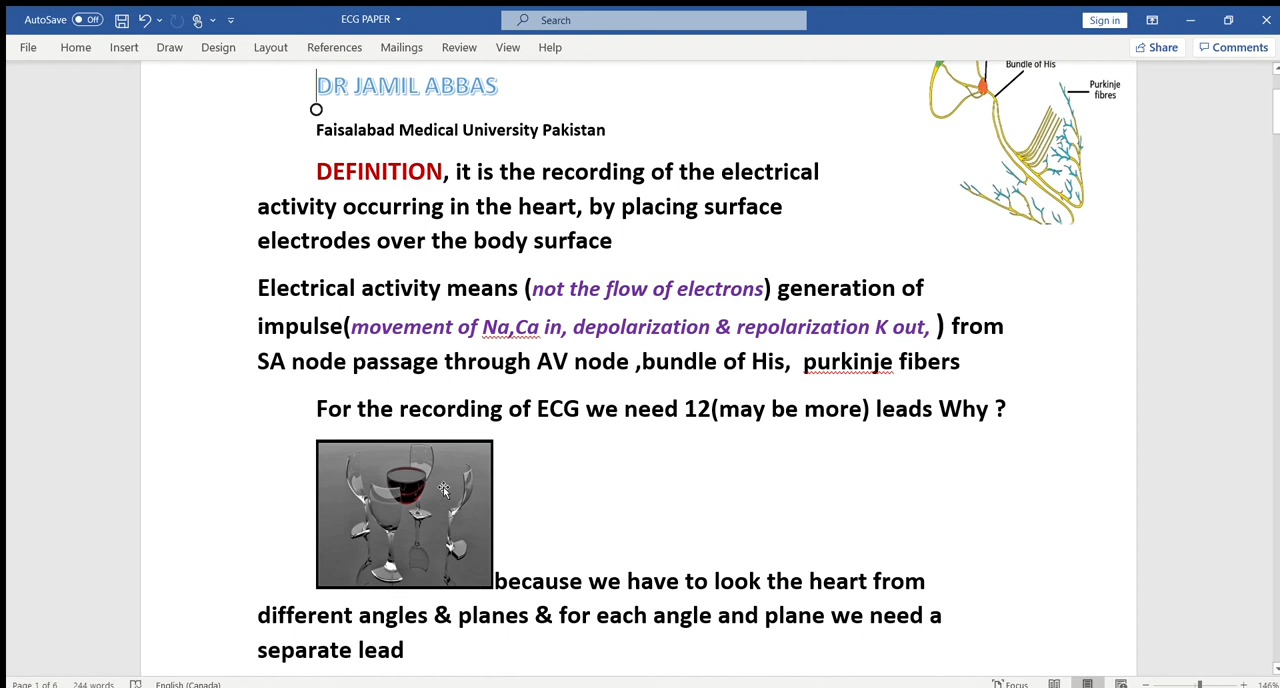 AutoSave Off ECG PAPER Search Sign in
File Home Insert Draw Design Layout References Mailings Review View Help Share Comments
Bundle of His
Purkinje
fibres
DR JAMIL ABBAS
Faisalabad Medical University Pakistan
DEFINITION, it is the recording of the electrical
activity occurring in the heart, by placing surface
electrodes over the body surface
Electrical activity means (not the flow of electrons) generation of
impulse(movement of Na,Ca in, depolarization & repolarization K out, ) from
SA node passage through AV node ,bundle of His, purkinje fibers
For the recording of ECG we need 12(may be more) leads Why ?
because we have to look the heart from
different angles & planes & for each angle and plane we need a
separate lead
Page 1 of 6 244 words English (Canada) Focus 146%